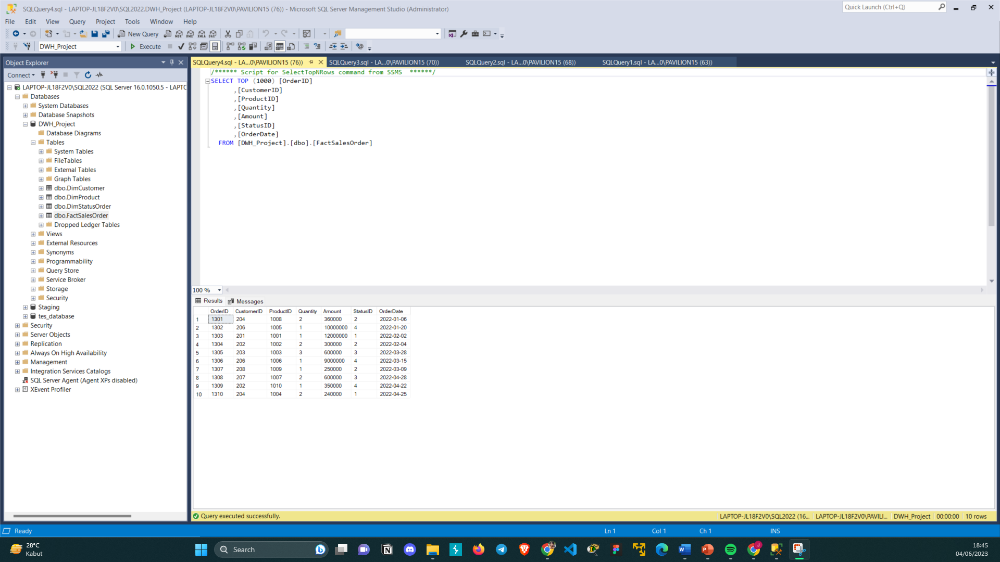 SQLQuery4.sql - LAPTOP-JL18F2V0\SQL2022.DWH_Project (LAPTOP-JL18F2V0\PAVILION15 (76)) - Microsoft SQL Server Management Studio (Administrator)
Quick Launch (Ctrl+Q)
File Edit View Query Project Tools Window Help
New Query MDX DMX XMLA DAX
DWH_Project Execute
Object Explorer
Connect
LAPTOP-JL18F2V0\SQL2022 (SQL Server 16.0.1050.5 - LAPTC
Databases
System Databases
Database Snapshots
DWH_Project
Database Diagrams
Tables
System Tables
FileTables
External Tables
Graph Tables
dbo.DimCustomer
dbo.DimProduct
dbo.DimStatusOrder
dbo.FactSalesOrder
Dropped Ledger Tables
Views
External Resources
Synonyms
Programmability
Query Store
Service Broker
Storage
Security
Staging
tes_database
Security
Server Objects
Replication
Always On High Availability
Management
Integration Services Catalogs
SQL Server Agent (Agent XPs disabled)
XEvent Profiler
SQLQuery4.sql - LA...0\PAVILION15 (76)) SQLQuery3.sql - LA...0\PAVILION15 (70)) SQLQuery2.sql - LA...0\PAVILION15 (68)) SQLQuery1.sql - LA...0\PAVILION15 (63))
/****** Script for SelectTopNRows command from SSMS ******/
SELECT TOP (1000) [OrderID]
,[CustomerID]
,[ProductID]
,[Quantity]
,[Amount]
,[StatusID]
,[OrderDate]
FROM [DWH_Project].[dbo].[FactSalesOrder]
100 %
Results Messages
OrderID CustomerID ProductID Quantity Amount StatusID OrderDate
1 1301 204 1008 2 360000 2 2022-01-06
2 1302 206 1005 1 10000000 4 2022-01-20
3 1303 201 1001 1 12000000 1 2022-02-02
4 1304 202 1002 2 300000 2 2022-02-04
5 1305 203 1003 3 600000 3 2022-03-28
6 1306 206 1006 1 9000000 4 2022-03-15
7 1307 208 1009 1 250000 2 2022-03-09
8 1308 207 1007 2 600000 3 2022-04-28
9 1309 202 1010 1 350000 4 2022-04-22
10 1310 204 1004 2 240000 1 2022-04-25
Query executed successfully. LAPTOP-JL18F2V0\SQL2022 (16... LAPTOP-JL18F2V0\PAVILI... DWH_Project 00:00:00 10 rows
Ready Ln 1 Col 1 Ch 1 INS
28°C
Kabut
Search
18:45
04/06/2023